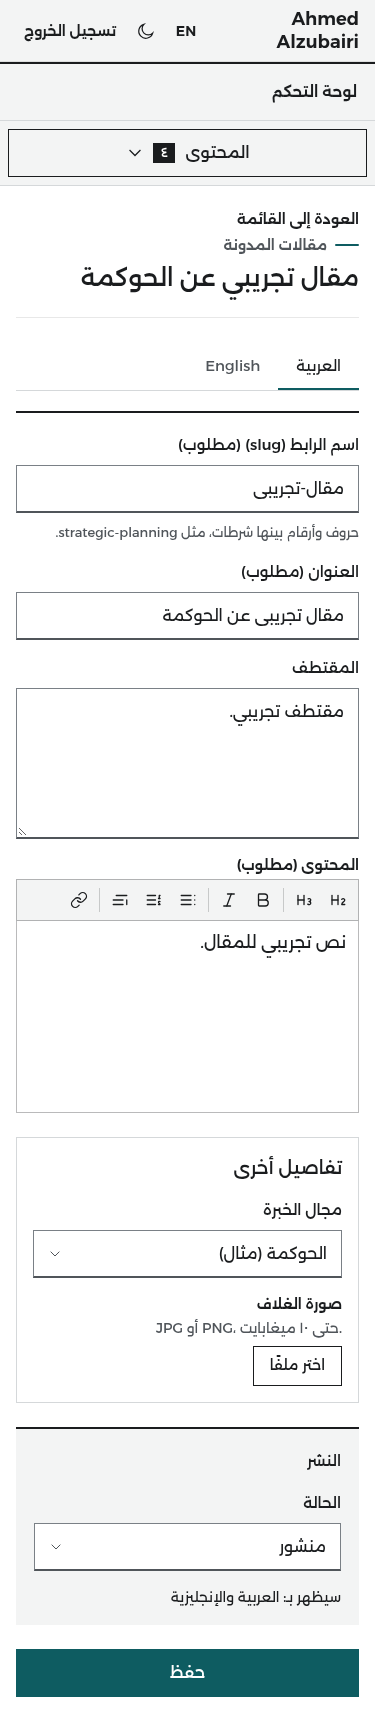 Ahmed
Alzubairi
EN
تسجيل الخروج
لوحة التحكم
المحتوى ٤
العودة إلى القائمة
مقالات المدونة
مقال تجريبي عن الحوكمة
العربية
English
اسم الرابط (slug) (مطلوب)
مقال-تجريبي
حروف وأرقام بينها شرطات، مثل strategic-planning.
العنوان (مطلوب)
مقال تجريبي عن الحوكمة
المقتطف
مقتطف تجريبي.
المحتوى (مطلوب)
H2 H3 B I
نص تجريبي للمقال.
تفاصيل أخرى
مجال الخبرة
الحوكمة (مثال)
صورة الغلاف
JPG أو PNG، حتى ١٠ ميغابايت.
اختر ملفًا
النشر
الحالة
منشور
سيظهر بـ: العربية والإنجليزية
حفظ